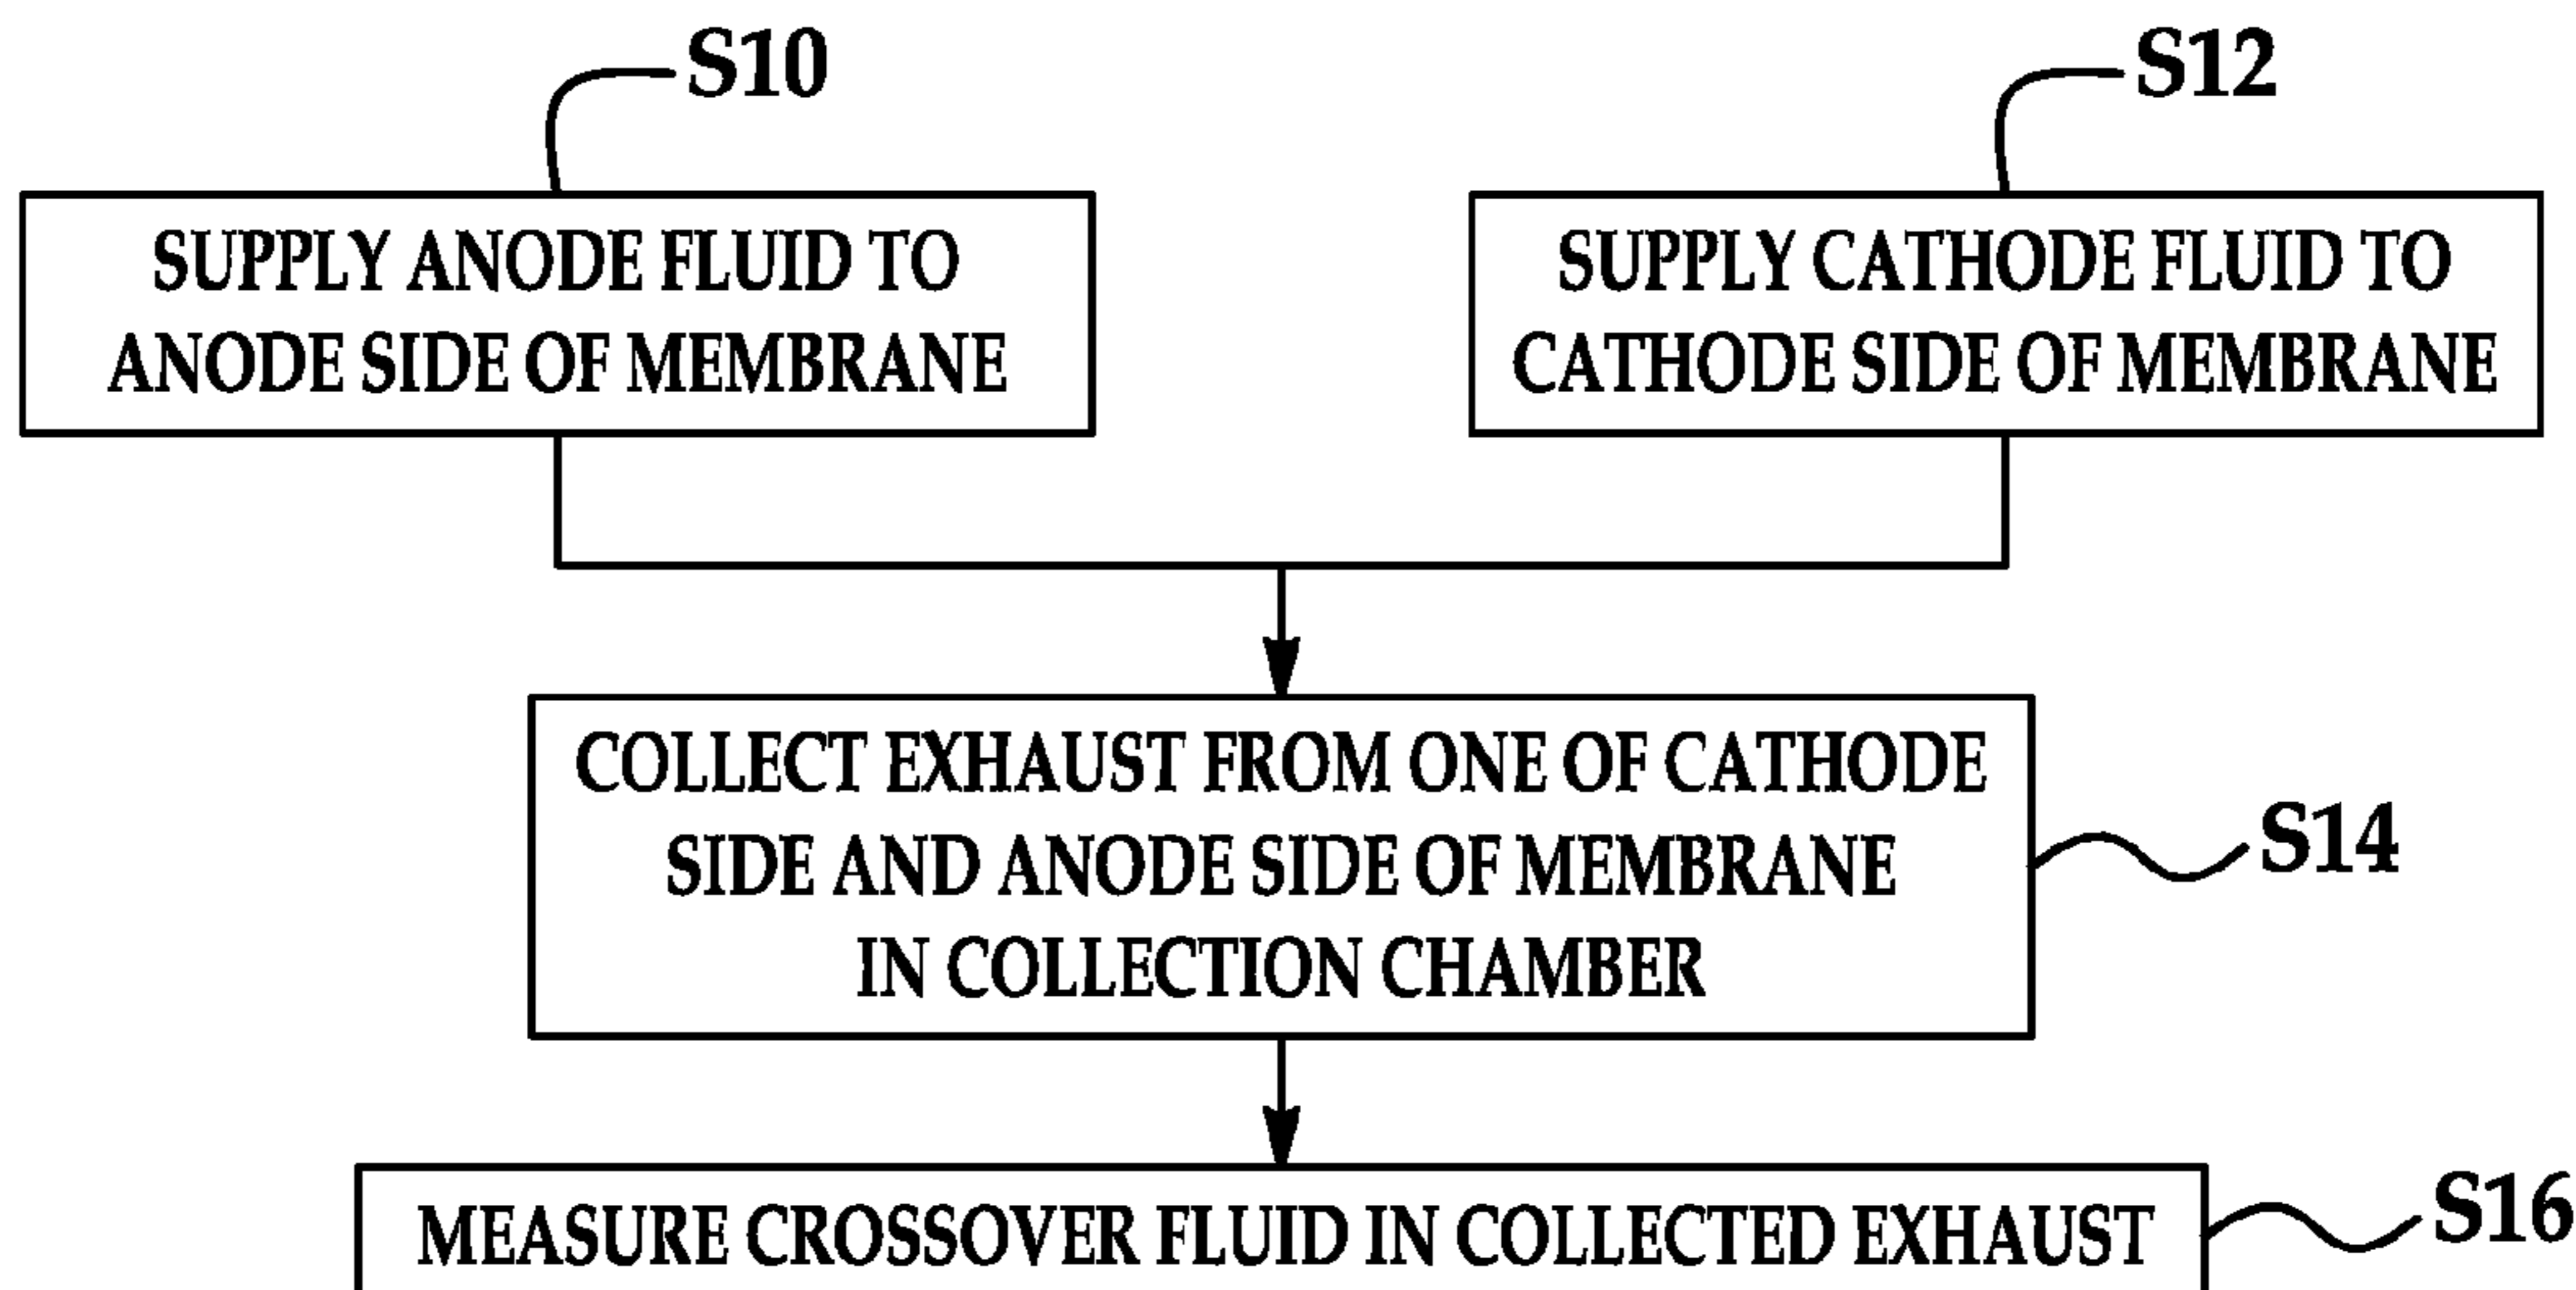 S10
S12
SUPPLY ANODE FLUID TO
ANODE SIDE OF MEMBRANE
SUPPLY CATHODE FLUID TO
CATHODE SIDE OF MEMBRANE
COLLECT EXHAUST FROM ONE OF CATHODE
SIDE AND ANODE SIDE OF MEMBRANE
IN COLLECTION CHAMBER
S14
MEASURE CROSSOVER FLUID IN COLLECTED EXHAUST
S16